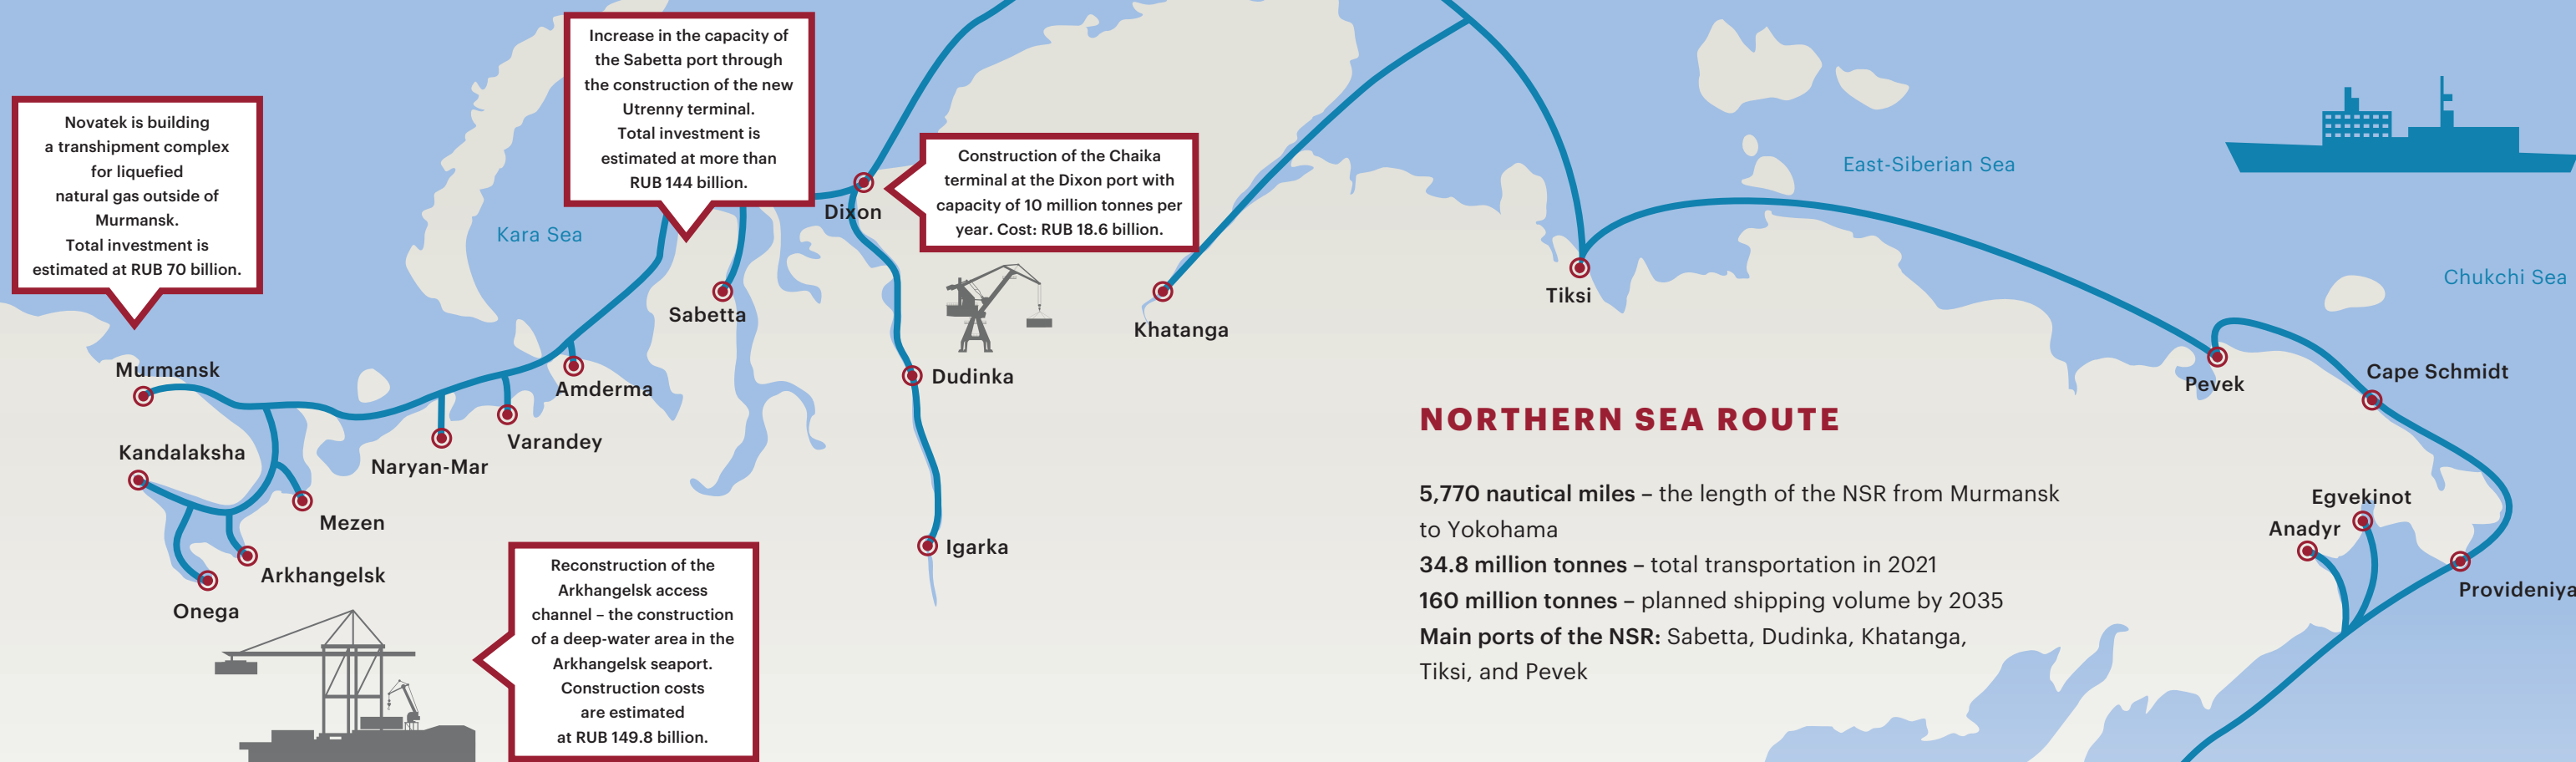 Novatek is building
a transhipment complex
for liquefied
natural gas outside of
Murmansk.
Total investment is
estimated at RUB 70 billion.
Increase in the capacity of
the Sabetta port through
the construction of the new
Utrenny terminal.
Total investment is
estimated at more than
RUB 144 billion.
Construction of the Chaika
terminal at the Dixon port with
capacity of 10 million tonnes per
year. Cost: RUB 18.6 billion.
Kara Sea
East-Siberian Sea
Chukchi Sea
Dixon
Sabetta
Khatanga
Tiksi
Murmansk
Amderma
Dudinka
Pevek
Cape Schmidt
Kandalaksha
Varandey
Naryan-Mar
Mezen
Arkhangelsk
Onega
Igarka
Egvekinot
Anadyr
Provideniya
Reconstruction of the
Arkhangelsk access
channel – the construction
of a deep-water area in the
Arkhangelsk seaport.
Construction costs
are estimated
at RUB 149.8 billion.
NORTHERN SEA ROUTE
5,770 nautical miles – the length of the NSR from Murmansk
to Yokohama
34.8 million tonnes – total transportation in 2021
160 million tonnes – planned shipping volume by 2035
Main ports of the NSR: Sabetta, Dudinka, Khatanga,
Tiksi, and Pevek